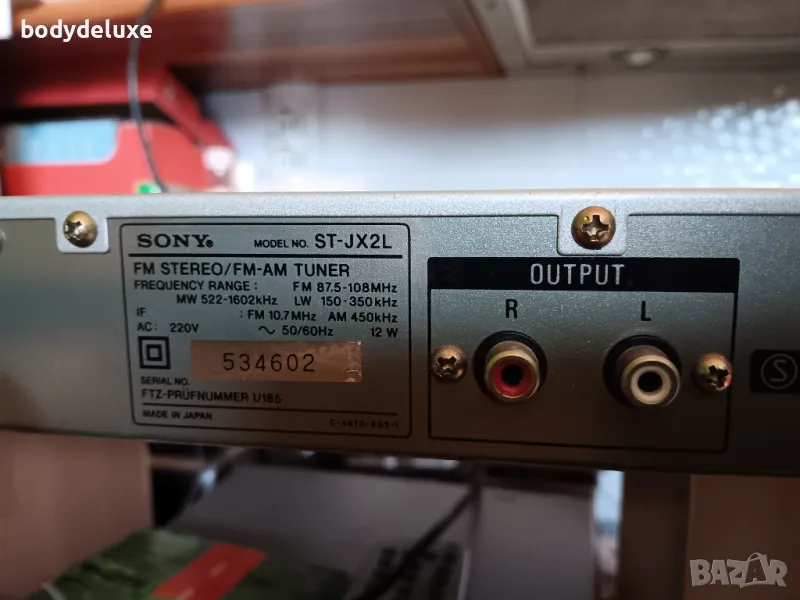 bodydeluxe
SONY® MODEL NO. ST-JX2L
FM STEREO/FM-AM TUNER
FREQUENCY RANGE: FM 87.5-108MHz
MW 522-1602kHz LW 150-350kHz
IF : FM 10.7MHz AM 450kHz
AC: 220V ~ 50/60Hz 12 W
534602
SERIAL NO.
FTZ-PRÜFNUMMER U185
MADE IN JAPAN
OUTPUT
R L
S
BAZAR